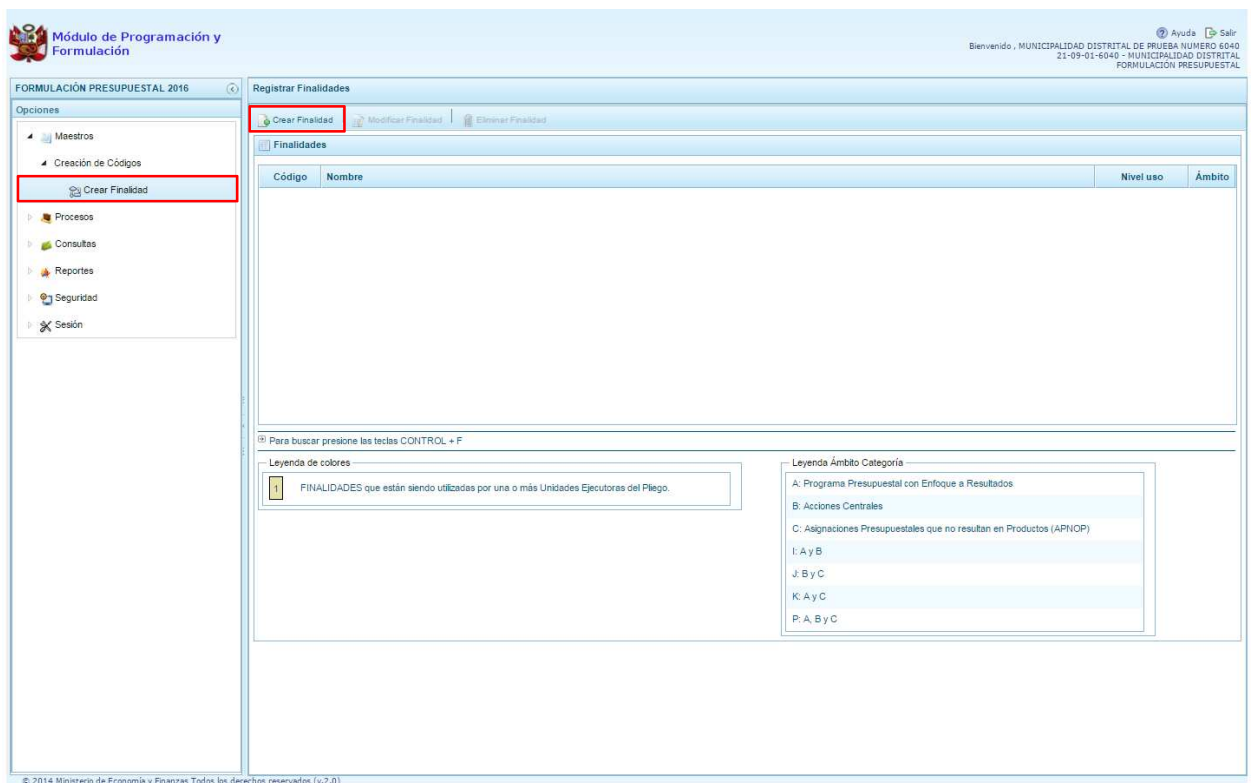 Módulo de Programación y
Formulación
Ayuda Salir
Bienvenido , MUNICIPALIDAD DISTRITAL DE PRUEBA NUMERO 6040
21-09-01-6040 - MUNICIPALIDAD DISTRITAL
FORMULACIÓN PRESUPUESTAL
FORMULACIÓN PRESUPUESTAL 2016
Opciones
Maestros
Creación de Códigos
Crear Finalidad
Procesos
Consultas
Reportes
Seguridad
Sesión
Registrar Finalidades
Crear Finalidad Modificar Finalidad Eliminar Finalidad
Finalidades
Código Nombre Nivel uso Ámbito
Para buscar presione las teclas CONTROL + F
Leyenda de colores
1 FINALIDADES que están siendo utilizadas por una o más Unidades Ejecutoras del Pliego.
Leyenda Ámbito Categoría
A: Programa Presupuestal con Enfoque a Resultados
B: Acciones Centrales
C: Asignaciones Presupuestales que no resultan en Productos (APNOP)
I: A y B
J: B y C
K: A y C
P: A, B y C
© 2014 Ministerio de Economía y Finanzas Todos los derechos reservados (v.2.0)